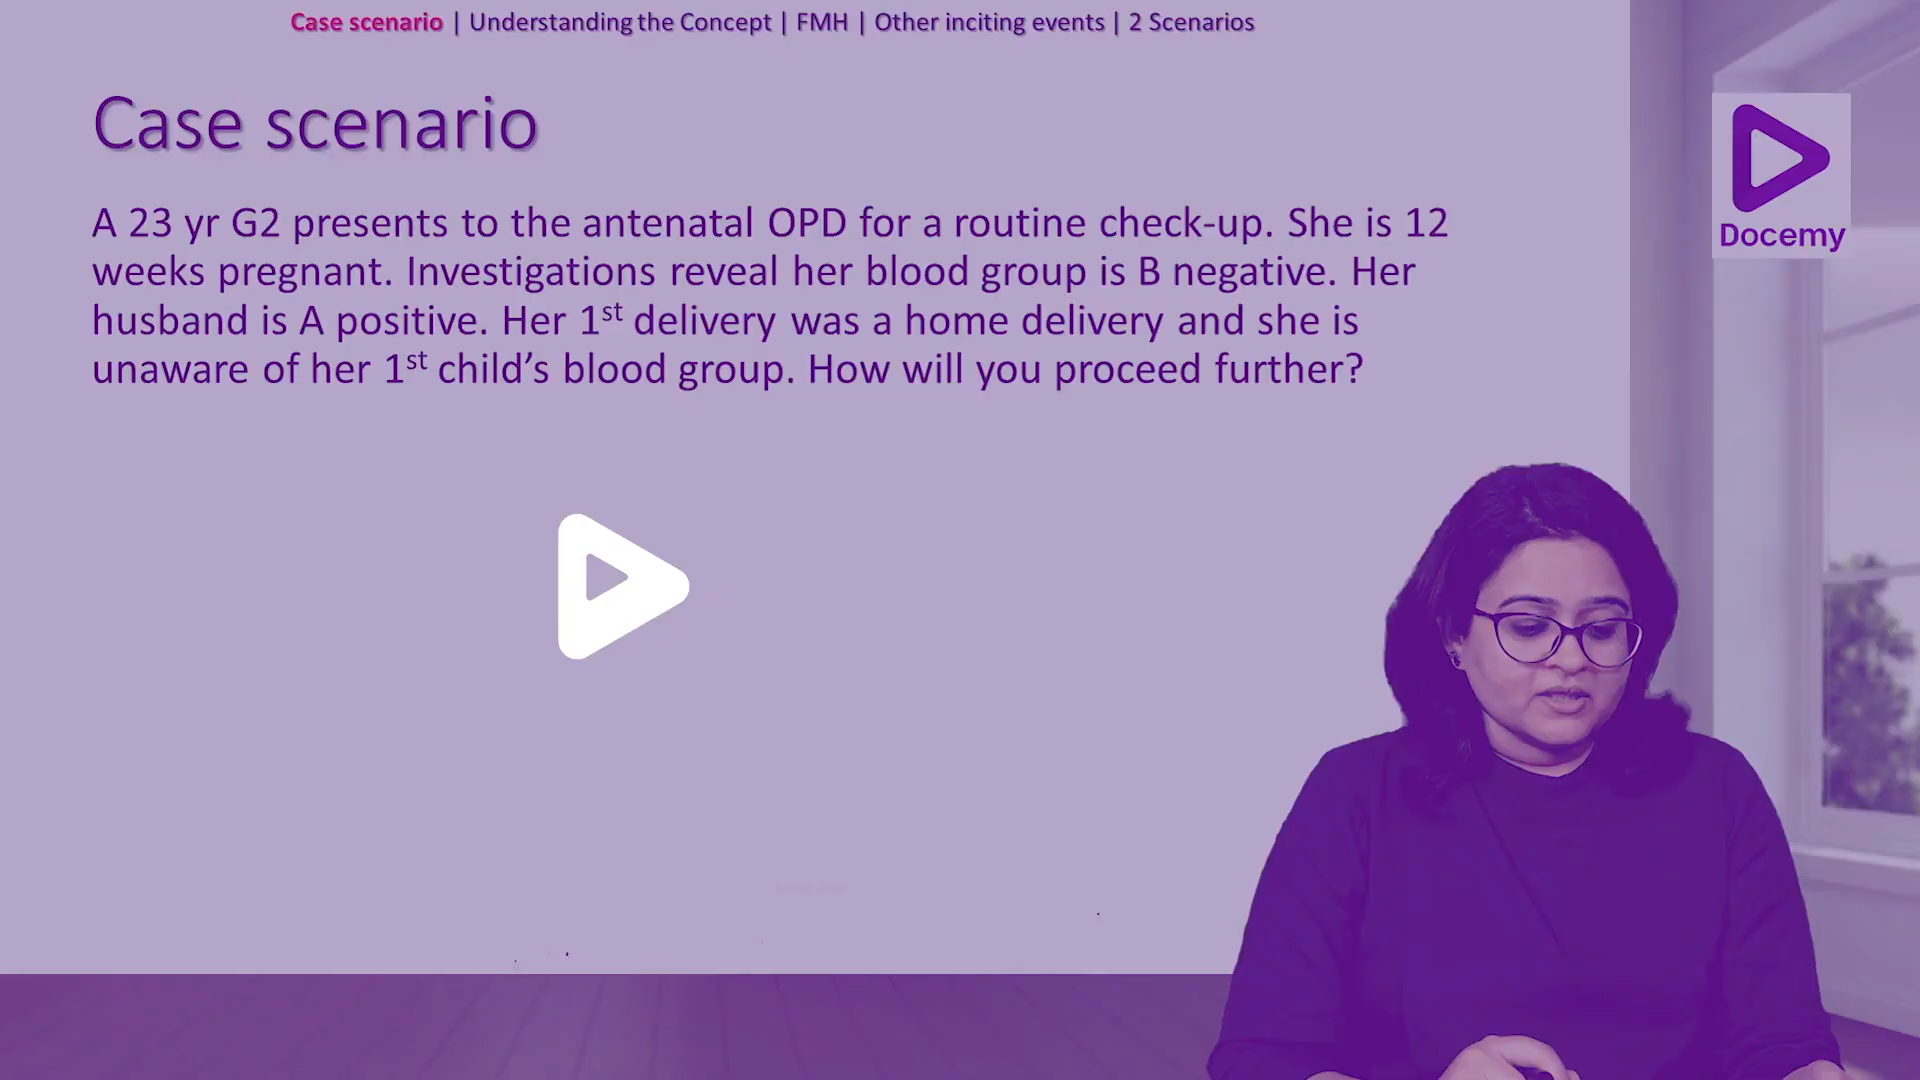 Case scenario | Understanding the Concept | FMH | Other inciting events | 2 Scenarios
Case scenario
A 23 yr G2 presents to the antenatal OPD for a routine check-up. She is 12
weeks pregnant. Investigations reveal her blood group is B negative. Her
husband is A positive. Her 1st delivery was a home delivery and she is
unaware of her 1st child’s blood group. How will you proceed further?
Docemy